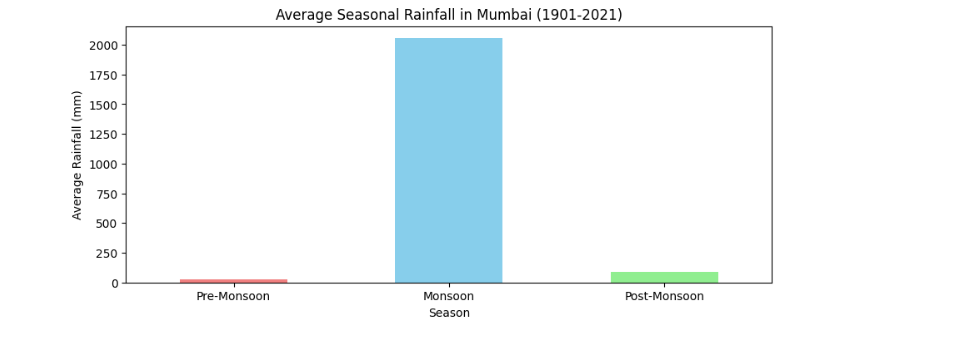 Average Seasonal Rainfall in Mumbai (1901-2021)
Average Rainfall (mm)
2000
1750
1500
1250
1000
750
500
250
0
Pre-Monsoon Monsoon Post-Monsoon
Season